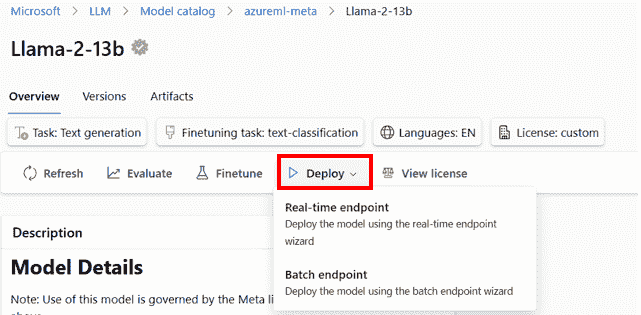 Microsoft > LLM > Model catalog > azureml-meta > Llama-2-13b
Llama-2-13b
Overview Versions Artifacts
Task: Text generation Finetuning task: text-classification Languages: EN License: custom
Refresh Evaluate Finetune Deploy View license
Real-time endpoint
Deploy the model using the real-time endpoint
wizard
Batch endpoint
Deploy the model using the batch endpoint wizard
Description
Model Details
Note: Use of this model is governed by the Meta li